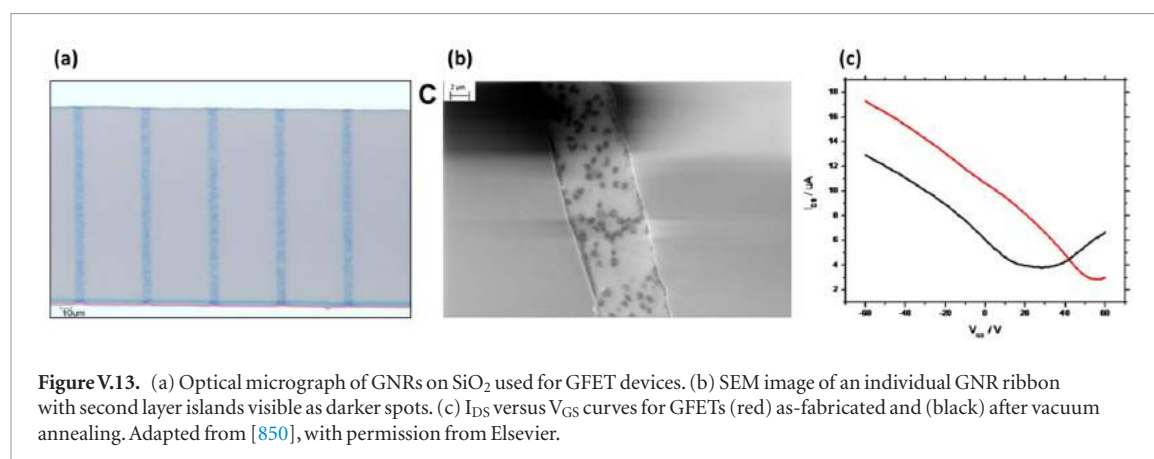 (a)
(b)
(c)
C
2 µm
10µm
18
16
14
12
10
8
6
4
2
I_DS / uA
-60
-40
-20
0
20
40
60
V_GS / V
Figure V.13. (a) Optical micrograph of GNRs on SiO₂ used for GFET devices. (b) SEM image of an individual GNR ribbon
with second layer islands visible as darker spots. (c) I_DS versus V_GS curves for GFETs (red) as-fabricated and (black) after vacuum
annealing. Adapted from [850], with permission from Elsevier.